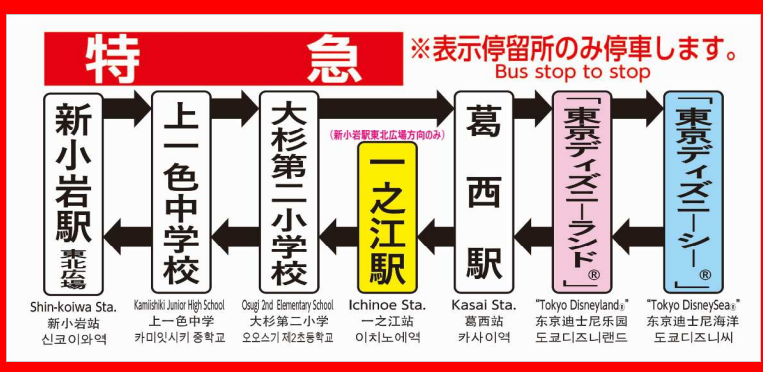 特急
※表示停留所のみ停車します。
Bus stop to stop
新小岩駅 東北広場
Shin-koiwa Sta.
新小岩站
신코이와역
上一色中学校
Kamiishiki Junior High School
上一色中学
카미잇시키 중학교
大杉第二小学校
Osugi 2nd Elementary School
大杉第二小学
오오스기 제2초등학교
(新小岩駅東北広場方向のみ)
一之江駅
Ichinoe Sta.
一之江站
이치노에역
葛西駅
Kasai Sta.
葛西站
카사이역
「東京ディズニーランド®」
"Tokyo Disneyland®"
东京迪士尼乐园
도쿄디즈니랜드
「東京ディズニーシー®」
"Tokyo DisneySea®"
东京迪士尼海洋
도쿄디즈니씨